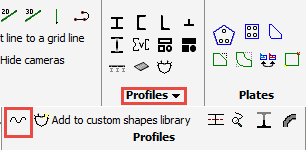 2D
3D
t line to a grid line
Hide cameras
Profiles
Plates
Add to custom shapes library
Profiles